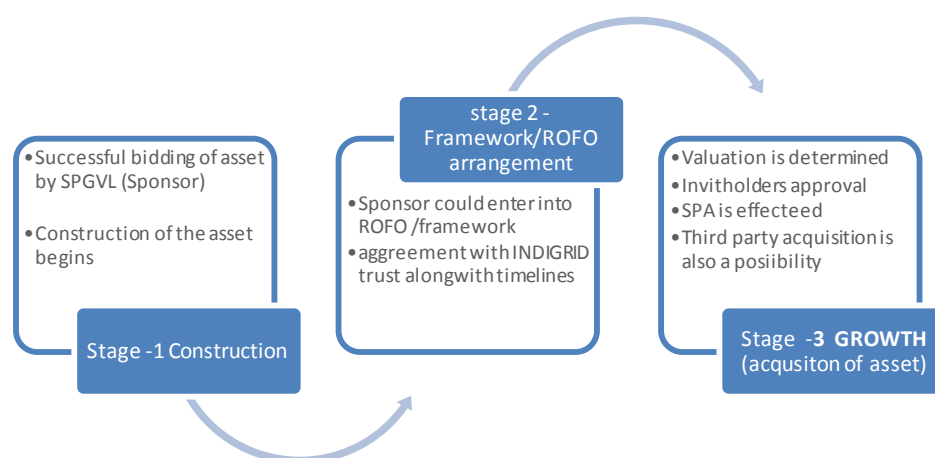 •Successful bidding of asset
by SPGVL (Sponsor)
•Construction of the asset
begins
Stage -1 Construction
stage 2 -
Framework/ROFO
arrangement
•Sponsor could enter into
ROFO /framework
•aggreement with INDIGRID
trust alongwith timelines
•Valuation is determined
•Invitholders approval
•SPA is effecteed
•Third party acquisition is
also a posiibility
Stage -3 GROWTH
(acqusiton of asset)